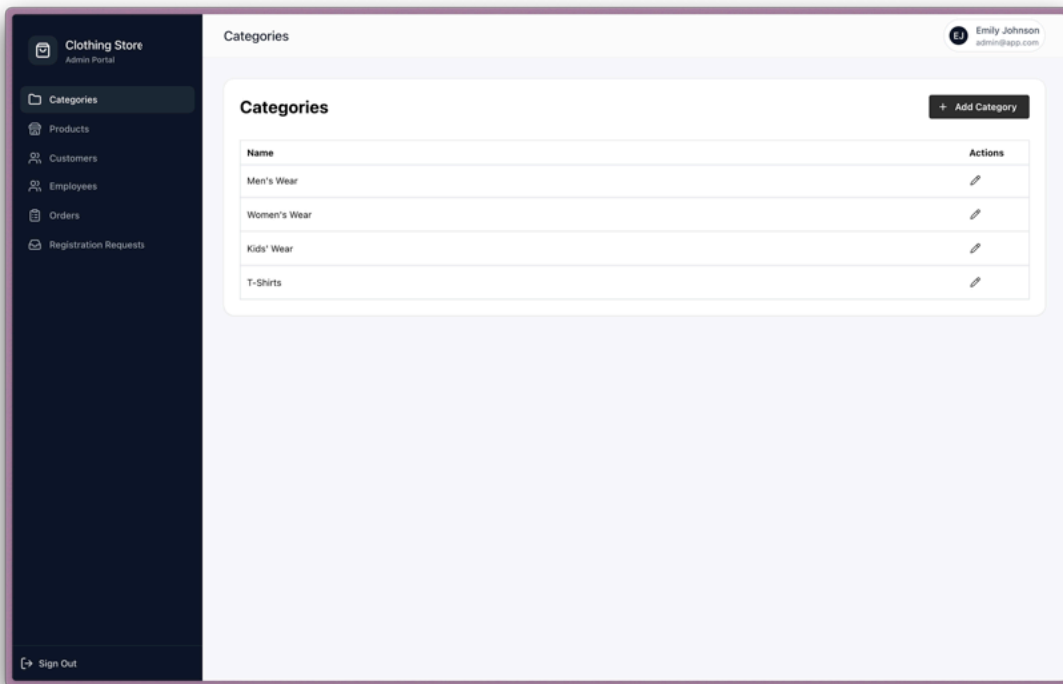 Clothing Store
Admin Portal
Categories
Products
Customers
Employees
Orders
Registration Requests
Sign Out
Categories
EJ
Emily Johnson
admin@app.com
Categories
+ Add Category
Name Actions
Men's Wear
Women's Wear
Kids' Wear
T-Shirts